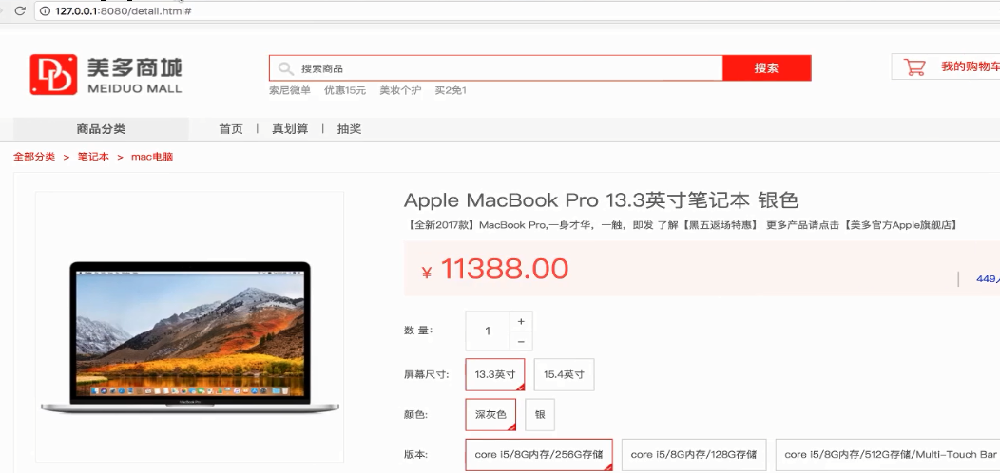 127.0.0.1:8080/detail.html#
美多商城
MEIDUO MALL
搜索商品
搜索
我的购物车
索尼微单 优惠15元 美妆个护 买2免1
商品分类 首页 | 真划算 | 抽奖
全部分类 > 笔记本 > mac电脑
Apple MacBook Pro 13.3英寸笔记本 银色
【全新2017款】MacBook Pro,一身才华，一触，即发 了解【黑五返场特惠】 更多产品请点击【美多官方Apple旗舰店】
¥ 11388.00
449人
数 量: 1 + −
屏幕尺寸: 13.3英寸 15.4英寸
颜色: 深灰色 银
版本: core i5/8G内存/256G存储 core i5/8G内存/128G存储 core i5/8G内存/512G存储/Multi-Touch Bar
MacBook Pro